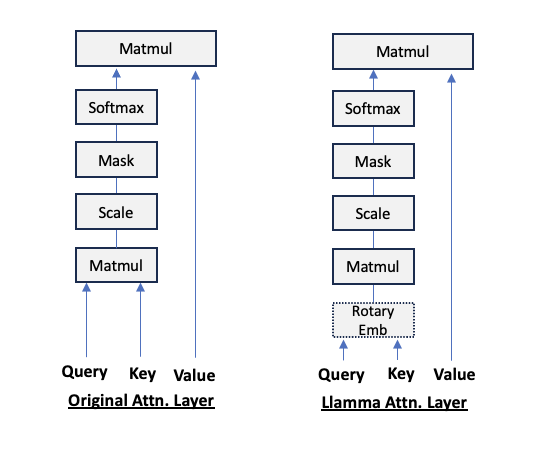 Matmul
Softmax
Mask
Scale
Matmul
Query Key Value
Original Attn. Layer
Matmul
Softmax
Mask
Scale
Matmul
Rotary
Emb
Query Key Value
Llamma Attn. Layer